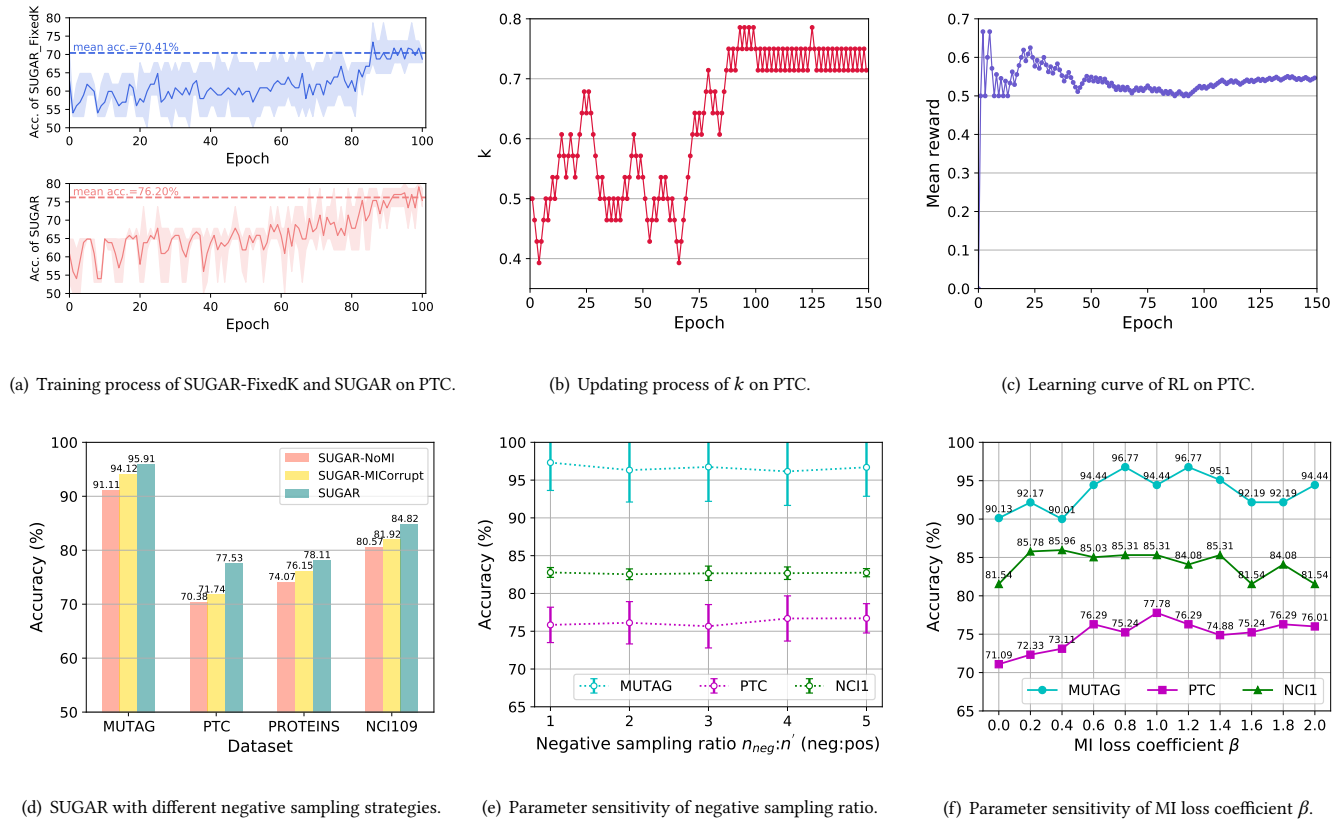 Acc. of SUGAR_FixedK
80
75
70
65
60
55
50
mean acc.=70.41%
0 20 40 60 80 100
Epoch
Acc. of SUGAR
80
75
70
65
60
55
50
mean acc.=76.20%
0 20 40 60 80 100
Epoch
(a) Training process of SUGAR-FixedK and SUGAR on PTC.
k
0.8
0.7
0.6
0.5
0.4
0 25 50 75 100 125 150
Epoch
(b) Updating process of k on PTC.
Mean reward
0.7
0.6
0.5
0.4
0.3
0.2
0.1
0.0
0 25 50 75 100 125 150
Epoch
(c) Learning curve of RL on PTC.
Accuracy (%)
100
90
80
70
60
50
SUGAR-NoMI
SUGAR-MICorrupt
SUGAR
91.11 94.12 95.91
70.38 71.74 77.53
74.07 76.15 78.11
80.57 81.92 84.82
MUTAG PTC PROTEINS NCI109
Dataset
(d) SUGAR with different negative sampling strategies.
Accuracy (%)
100
95
90
85
80
75
70
65
MUTAG PTC NCI1
1 2 3 4 5
Negative sampling ratio n_neg:n′ (neg:pos)
(e) Parameter sensitivity of negative sampling ratio.
Accuracy (%)
100
95
90
85
80
75
70
65
90.13 92.17 90.01 94.44 96.77 94.44 96.77 95.1 92.19 92.19 94.44
81.54 85.78 85.96 85.03 85.31 85.31 84.08 85.31 81.54 84.08 81.54
71.09 72.33 73.11 76.29 75.24 77.78 76.29 74.88 75.24 76.29 76.01
MUTAG PTC NCI1
0.0 0.2 0.4 0.6 0.8 1.0 1.2 1.4 1.6 1.8 2.0
MI loss coefficient β
(f) Parameter sensitivity of MI loss coefficient β.